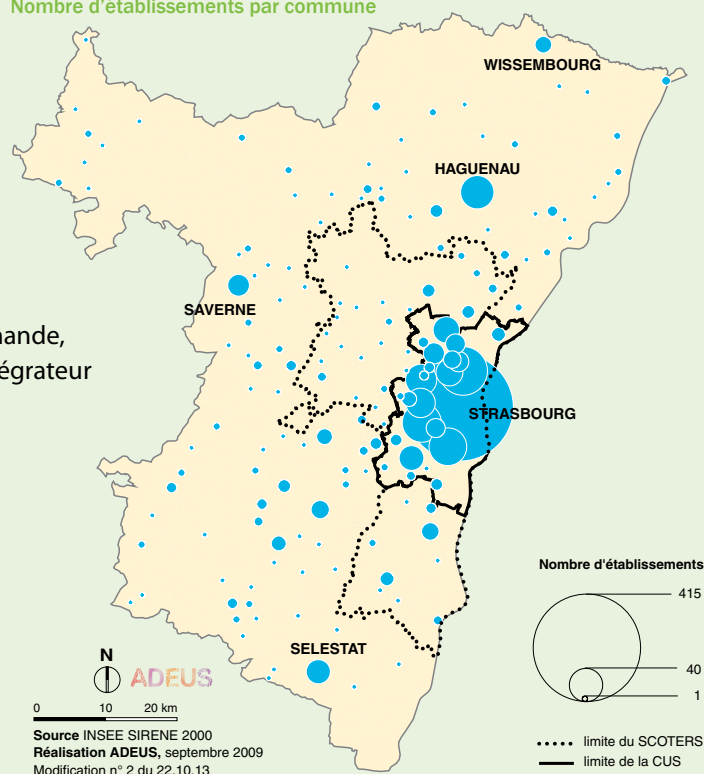 Nombre d'établissements par commune
WISSEMBOURG
HAGUENAU
SAVERNE
nande,
égrateur
STRASBOURG
Nombre d'établissements
415
40
1
SELESTAT
N
ADEUS
0 10 20 km
Source INSEE SIRENE 2000
Réalisation ADEUS, septembre 2009
Modification n° 2 du 22.10.13
limite du SCOTERS
limite de la CUS